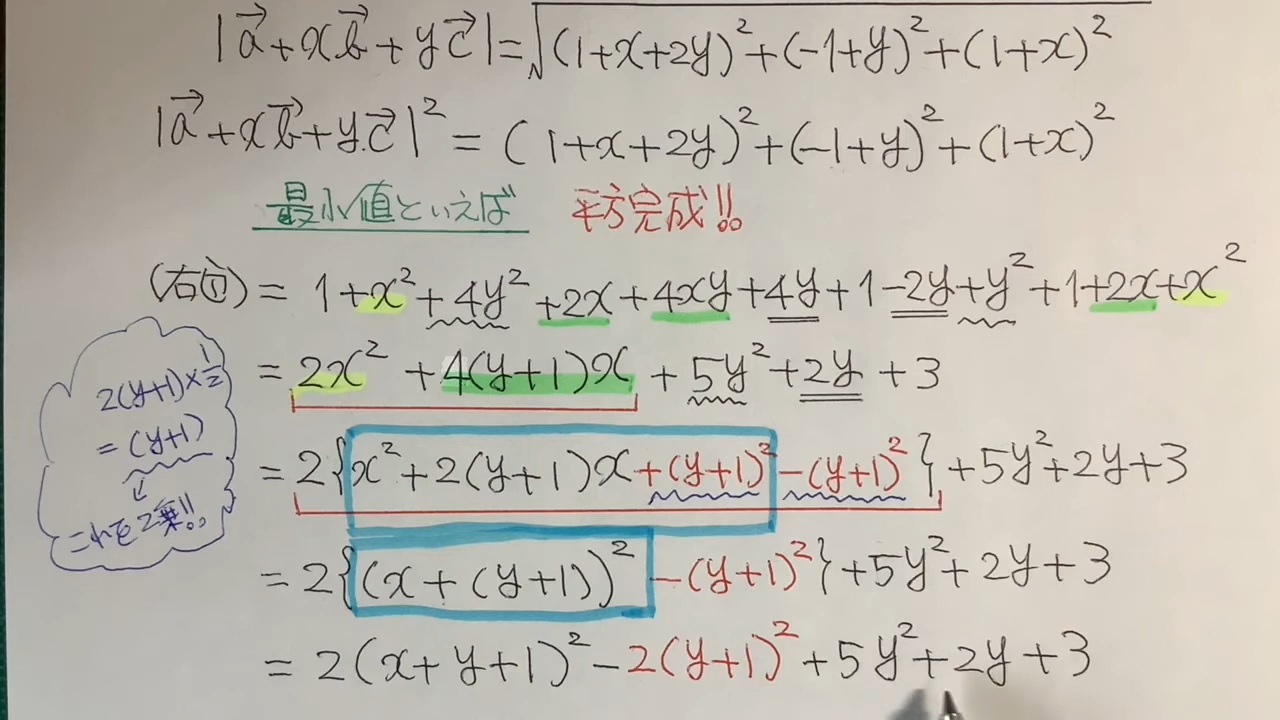 |a⃗+xb⃗+yc⃗|=√(1+x+2y)²+(-1+y)²+(1+x)²
|a⃗+xb⃗+yc⃗|²=(1+x+2y)²+(-1+y)²+(1+x)²
最小値といえば 平方完成!!
(右辺)=1+x²+4y²+2x+4xy+4y+1-2y+y²+1+2x+x²
=2x²+4(y+1)x+5y²+2y+3
2(y+1)×1/2
=(y+1)
↙
これを2乗!!
=2{x²+2(y+1)x+(y+1)²-(y+1)²}+5y²+2y+3
=2{(x+(y+1))²-(y+1)²}+5y²+2y+3
=2(x+y+1)²-2(y+1)²+5y²+2y+3